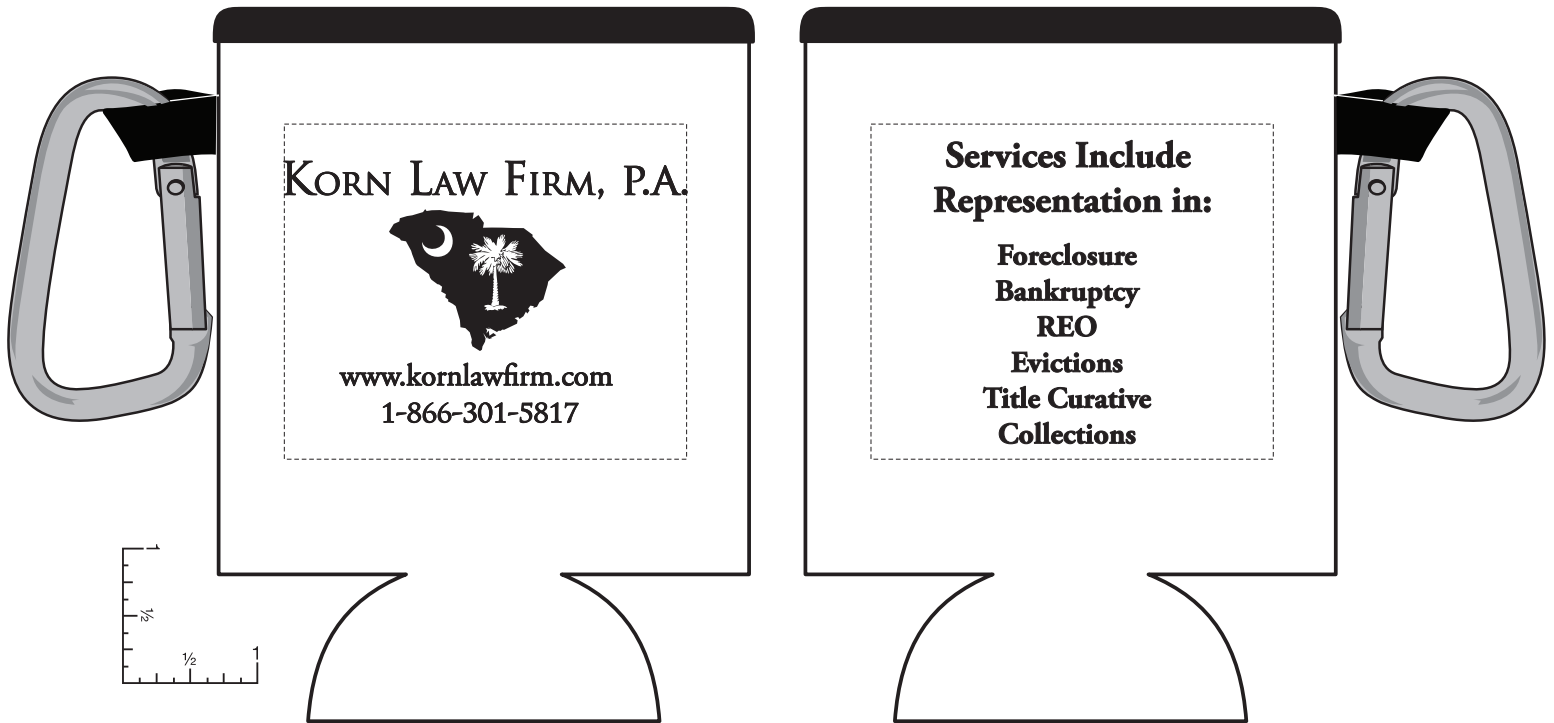 KORN LAW FIRM, P.A.
www.kornlawfirm.com
1-866-301-5817
Services Include
Representation in:
Foreclosure
Bankruptcy
REO
Evictions
Title Curative
Collections
1
½
½
1